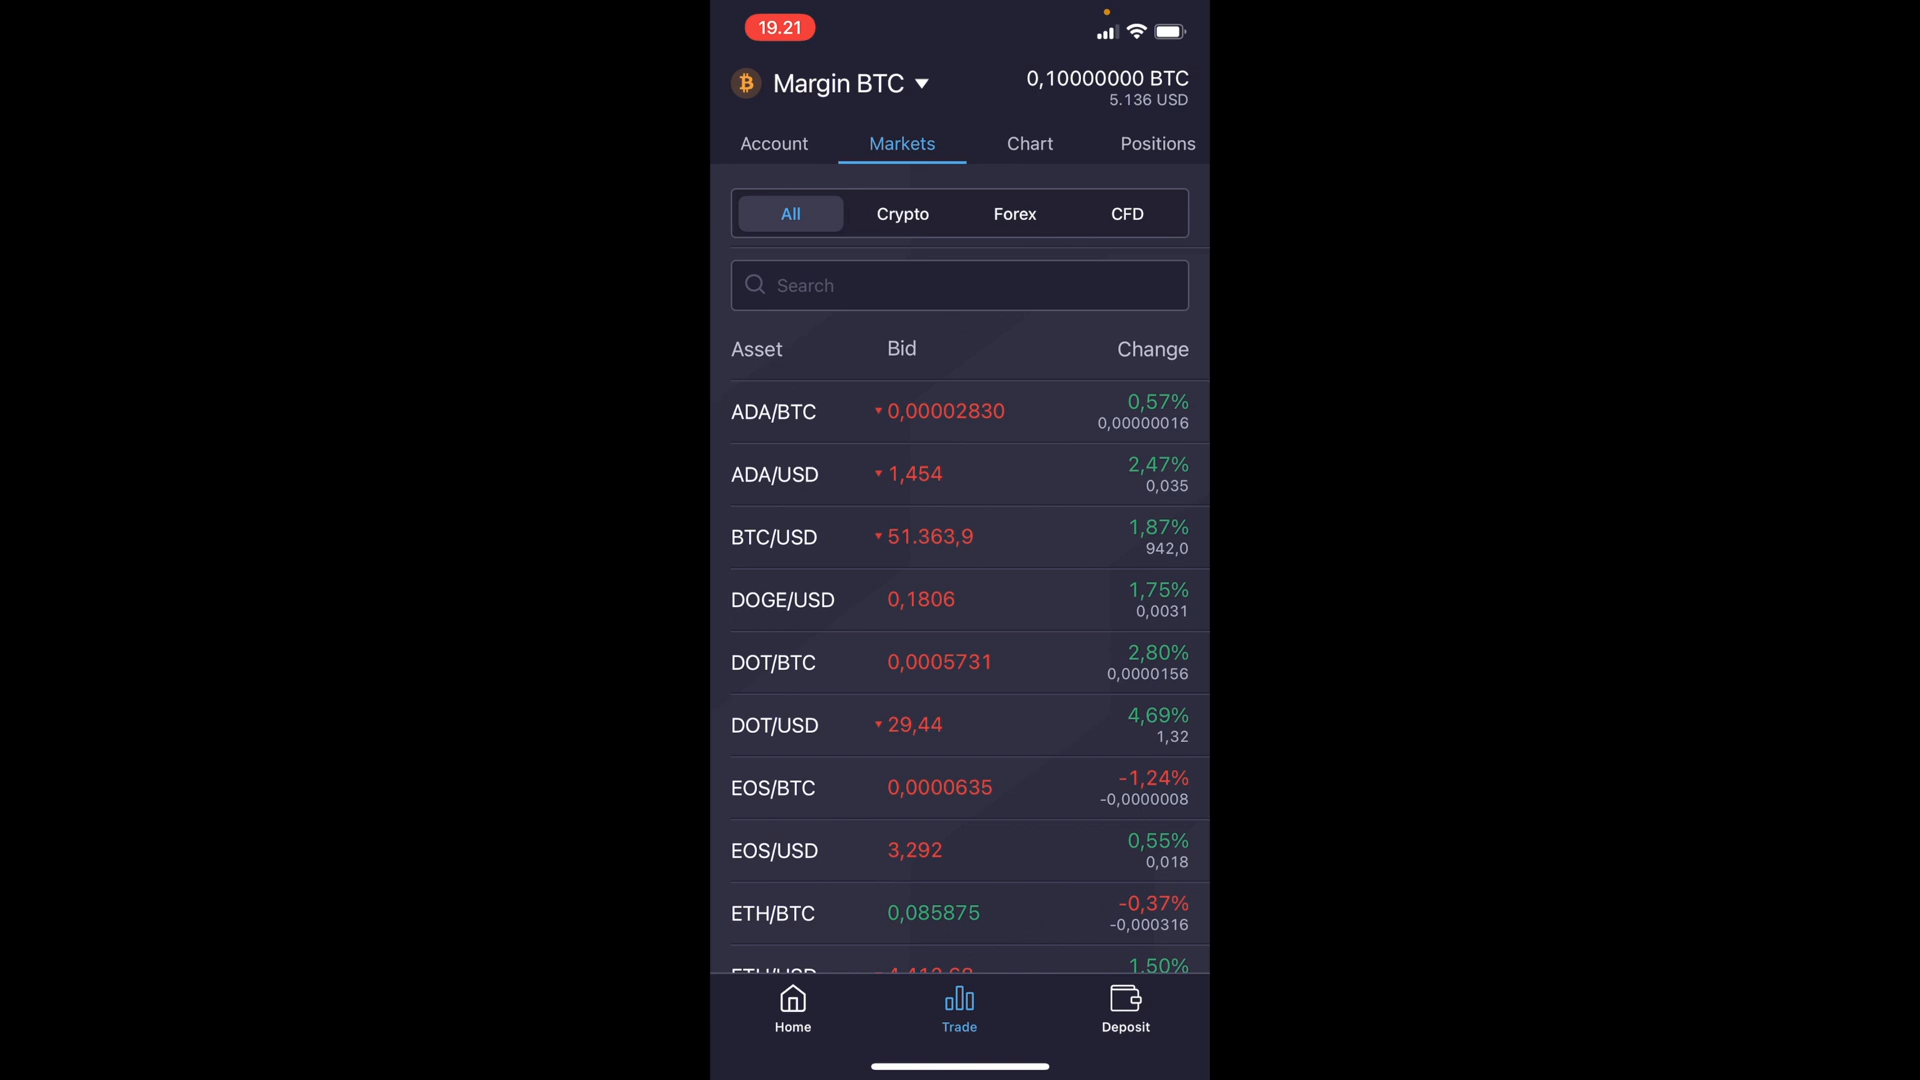 19.21
Margin BTC
0,10000000 BTC
5.136 USD
Account Markets Chart Positions
All Crypto Forex CFD
Search
Asset Bid Change
ADA/BTC 0,00002830 0,57%
0,00000016
ADA/USD 1,454 2,47%
0,035
BTC/USD 51.363,9 1,87%
942,0
DOGE/USD 0,1806 1,75%
0,0031
DOT/BTC 0,0005731 2,80%
0,0000156
DOT/USD 29,44 4,69%
1,32
EOS/BTC 0,0000635 -1,24%
-0,0000008
EOS/USD 3,292 0,55%
0,018
ETH/BTC 0,085875 -0,37%
-0,000316
ETH/USD 1,50%
Home Trade Deposit